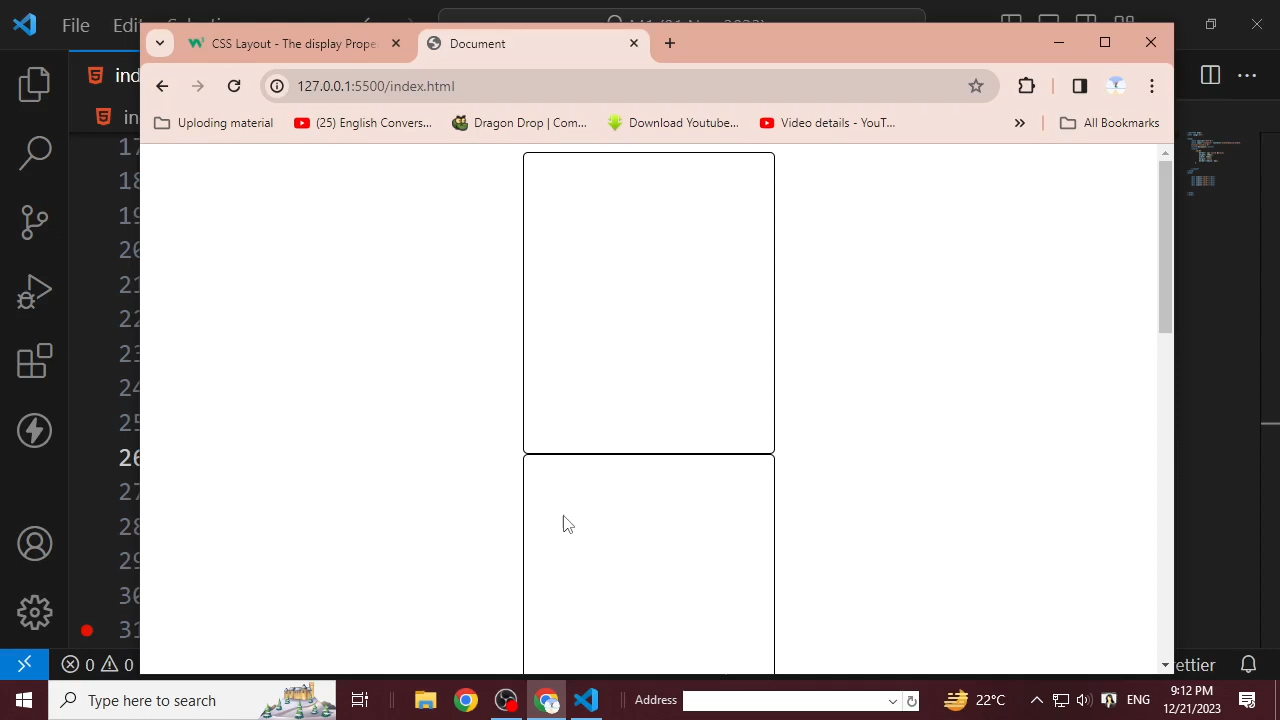 File Edit Selection
CSS Layout - The display Prope
Document
127.0.0.1:5500/index.html
Uploding material
(25) English Convers...
Dragon Drop | Com...
Download Youtube...
Video details - YouT...
»
All Bookmarks
ind
in
17
18
19
20
21
22
23
24
25
26
27
28
29
30
31
0 0
ettier
Type here to search
Address
22°C
ENG
9:12 PM
12/21/2023